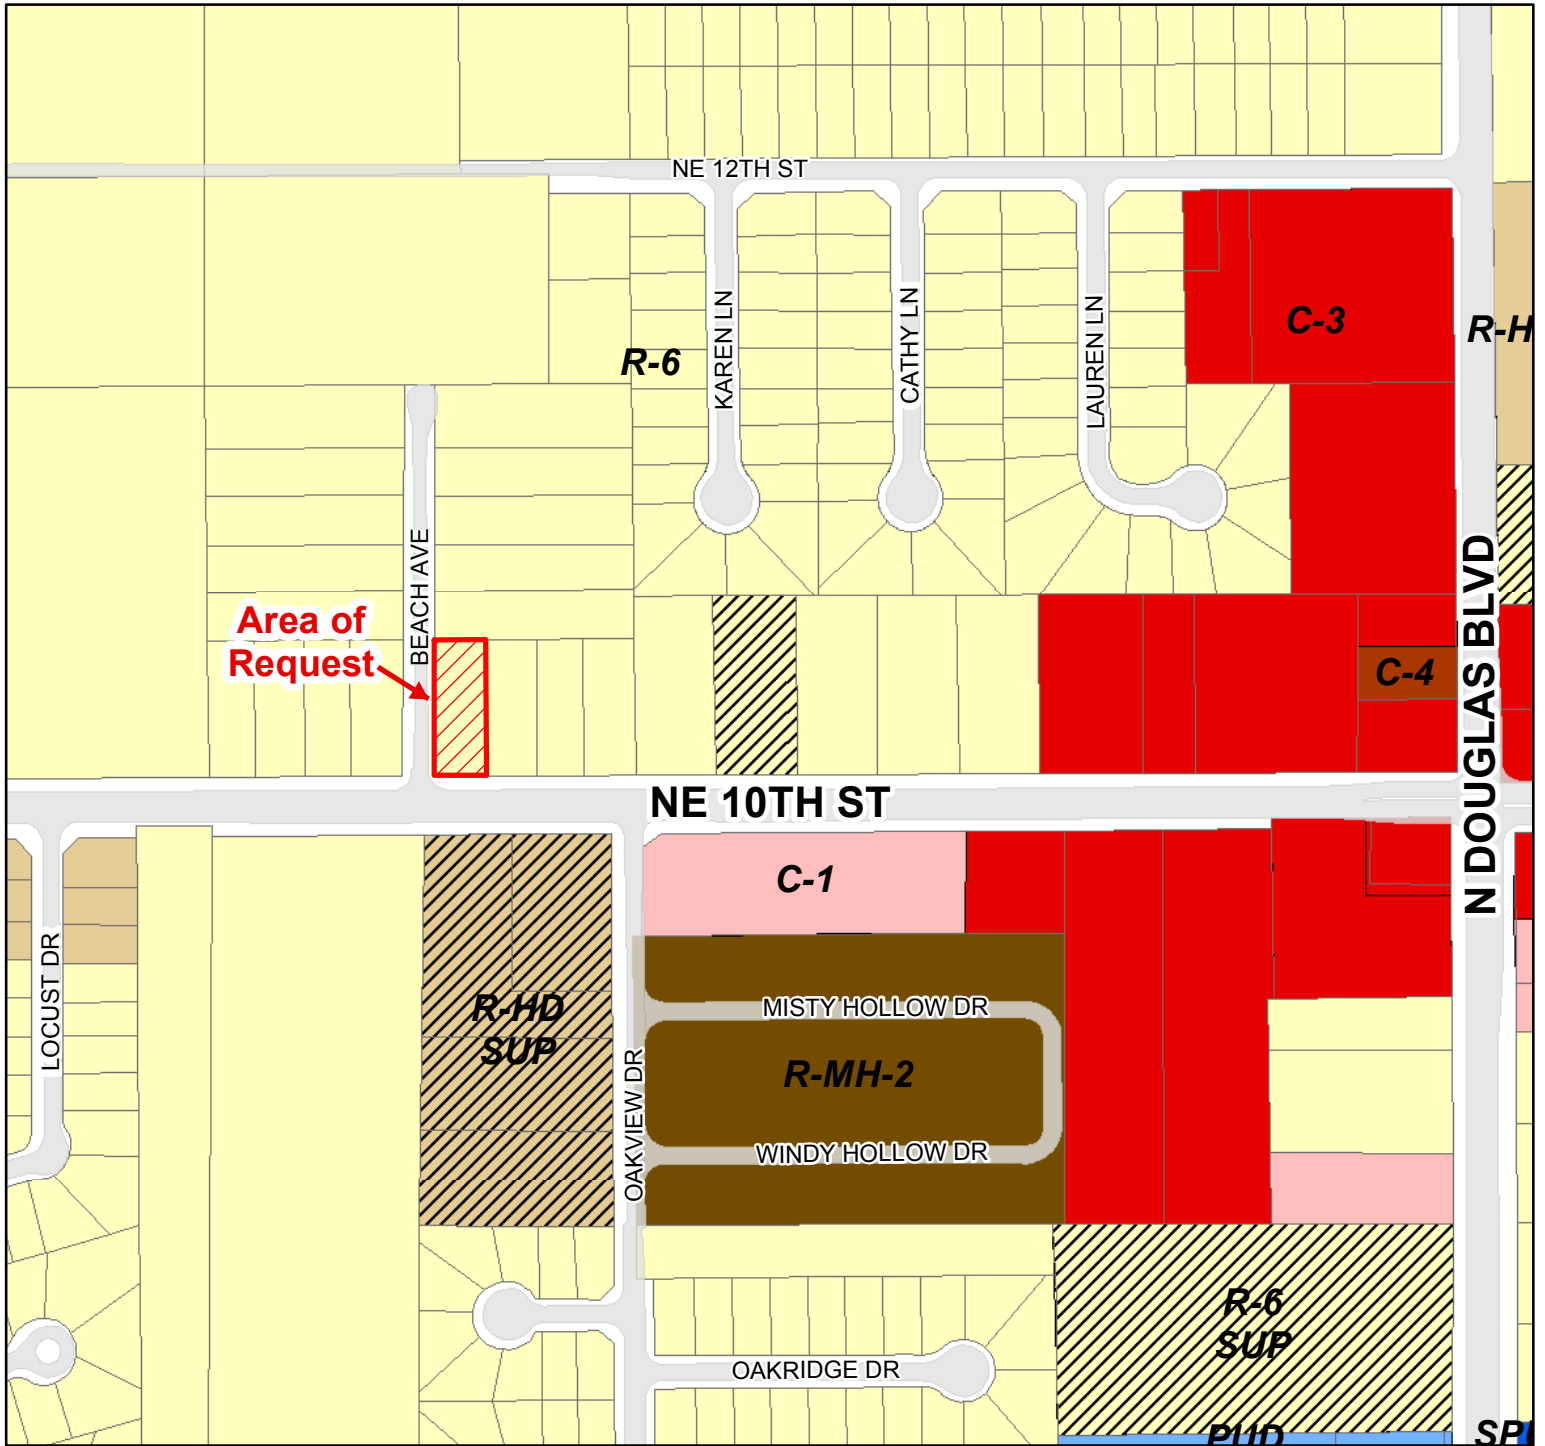 NE 12TH ST
C-3
R-H
R-6
KAREN LN
CATHY LN
LAUREN LN
BEACH AVE
Area of
Request
C-4
N DOUGLAS BLVD
NE 10TH ST
C-1
LOCUST DR
R-HD
SUP
MISTY HOLLOW DR
OAKVIEW DR
R-MH-2
WINDY HOLLOW DR
R-6
SUP
OAKRIDGE DR
PUD
SPU